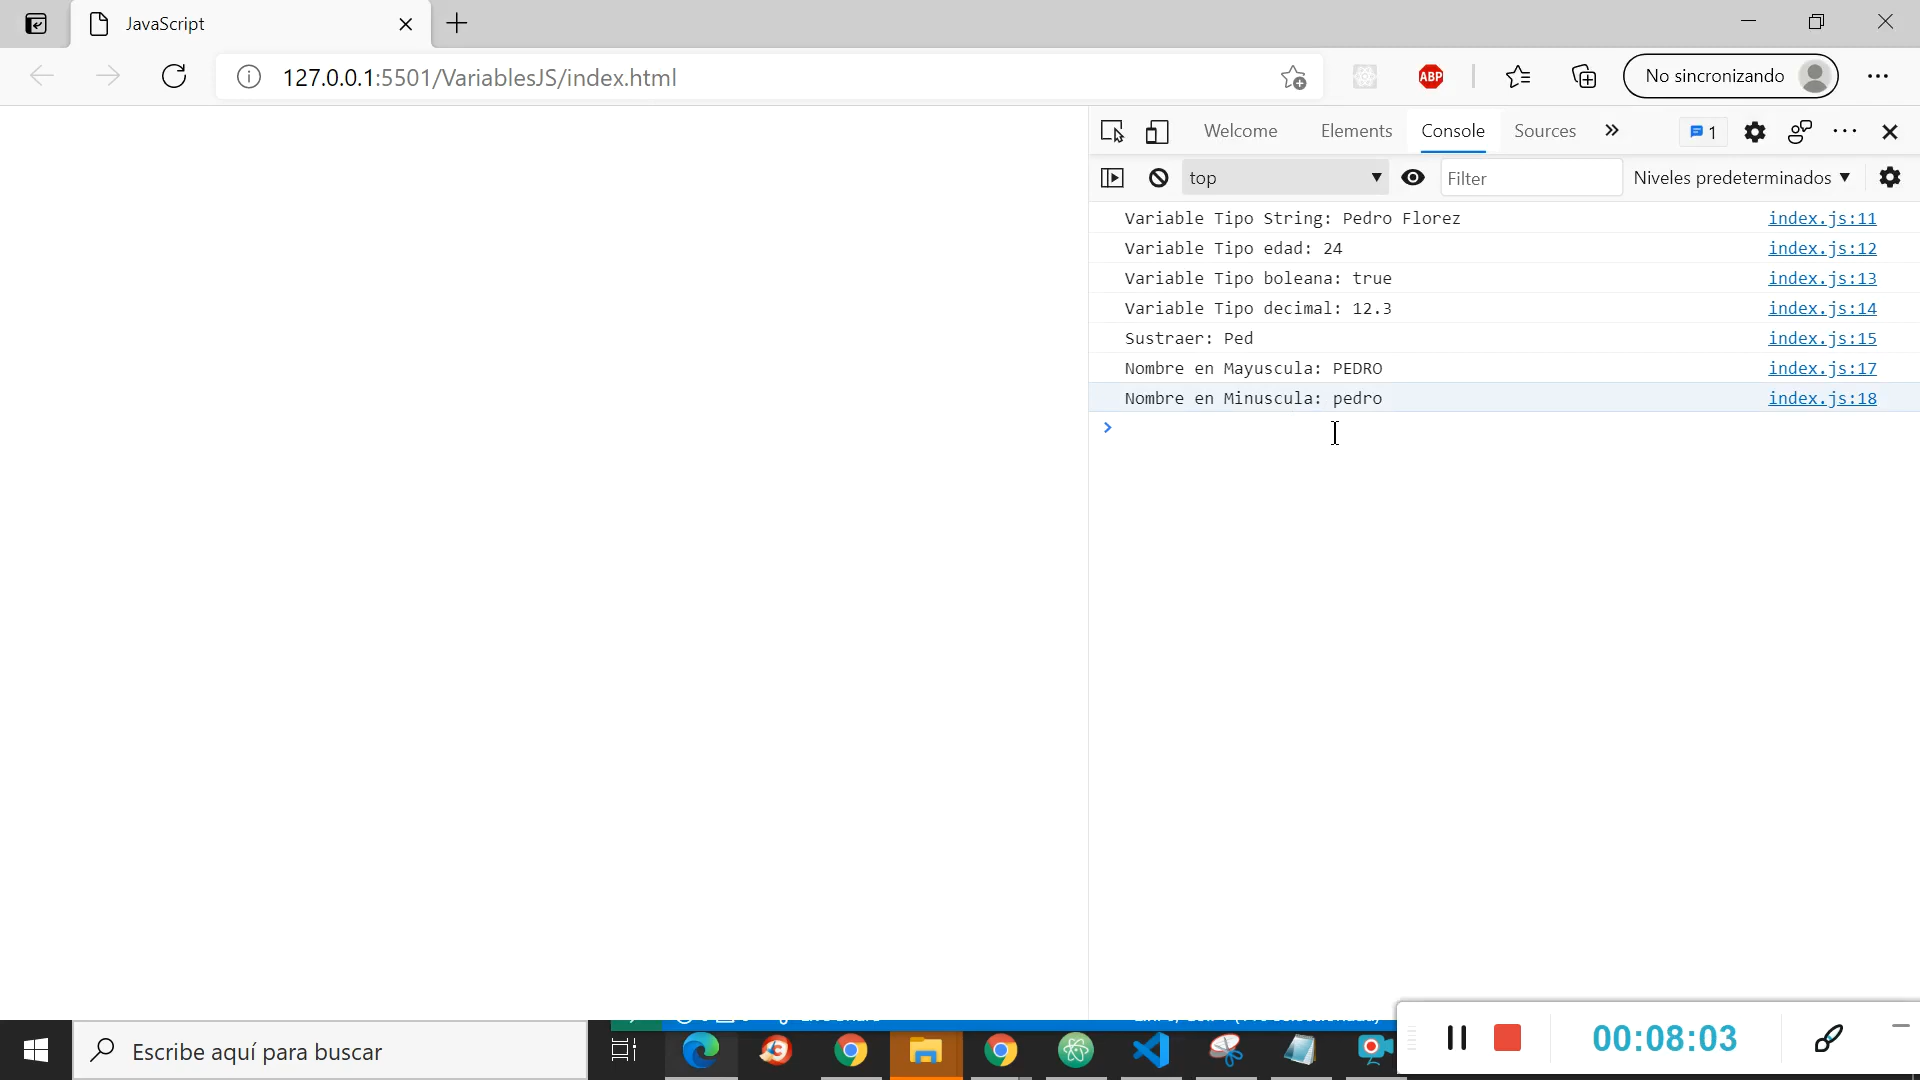 JavaScript
127.0.0.1:5501/VariablesJS/index.html
ABP
No sincronizando
Welcome
Elements
Console
Sources
1
top
Filter
Niveles predeterminados
Variable Tipo String: Pedro Florez index.js:11
Variable Tipo edad: 24 index.js:12
Variable Tipo boleana: true index.js:13
Variable Tipo decimal: 12.3 index.js:14
Sustraer: Ped index.js:15
Nombre en Mayuscula: PEDRO index.js:17
Nombre en Minuscula: pedro index.js:18
Escribe aquí para buscar
00:08:03